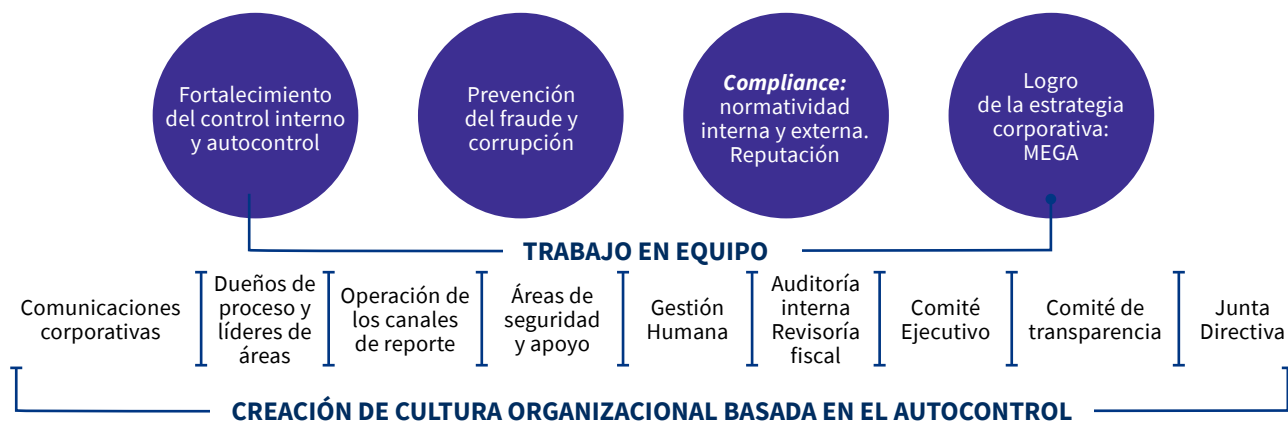 Fortalecimiento
del control interno
y autocontrol
Prevención
del fraude y
corrupción
Compliance:
normatividad
interna y externa.
Reputación
Logro
de la estrategia
corporativa:
MEGA
TRABAJO EN EQUIPO
Comunicaciones
corporativas
Dueños de
proceso y
líderes de
áreas
Operación de
los canales
de reporte
Áreas de
seguridad
y apoyo
Gestión
Humana
Auditoría
interna
Revisoría
fiscal
Comité
Ejecutivo
Comité de
transparencia
Junta
Directiva
CREACIÓN DE CULTURA ORGANIZACIONAL BASADA EN EL AUTOCONTROL